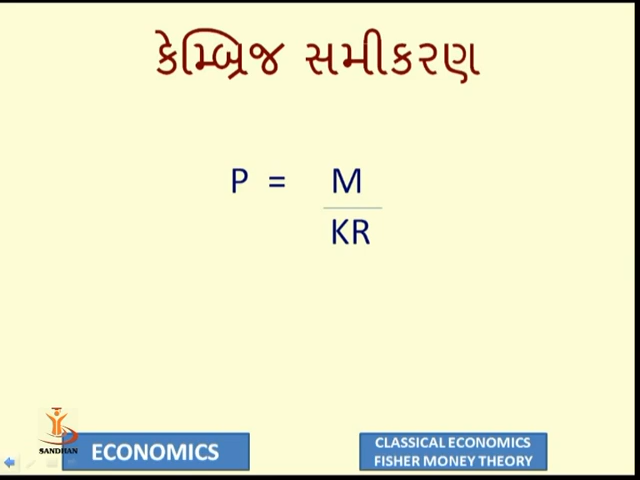 કેમ્બ્રિજ સમીકરણ
P = M
KR
SANDHAN
ECONOMICS
CLASSICAL ECONOMICS
FISHER MONEY THEORY